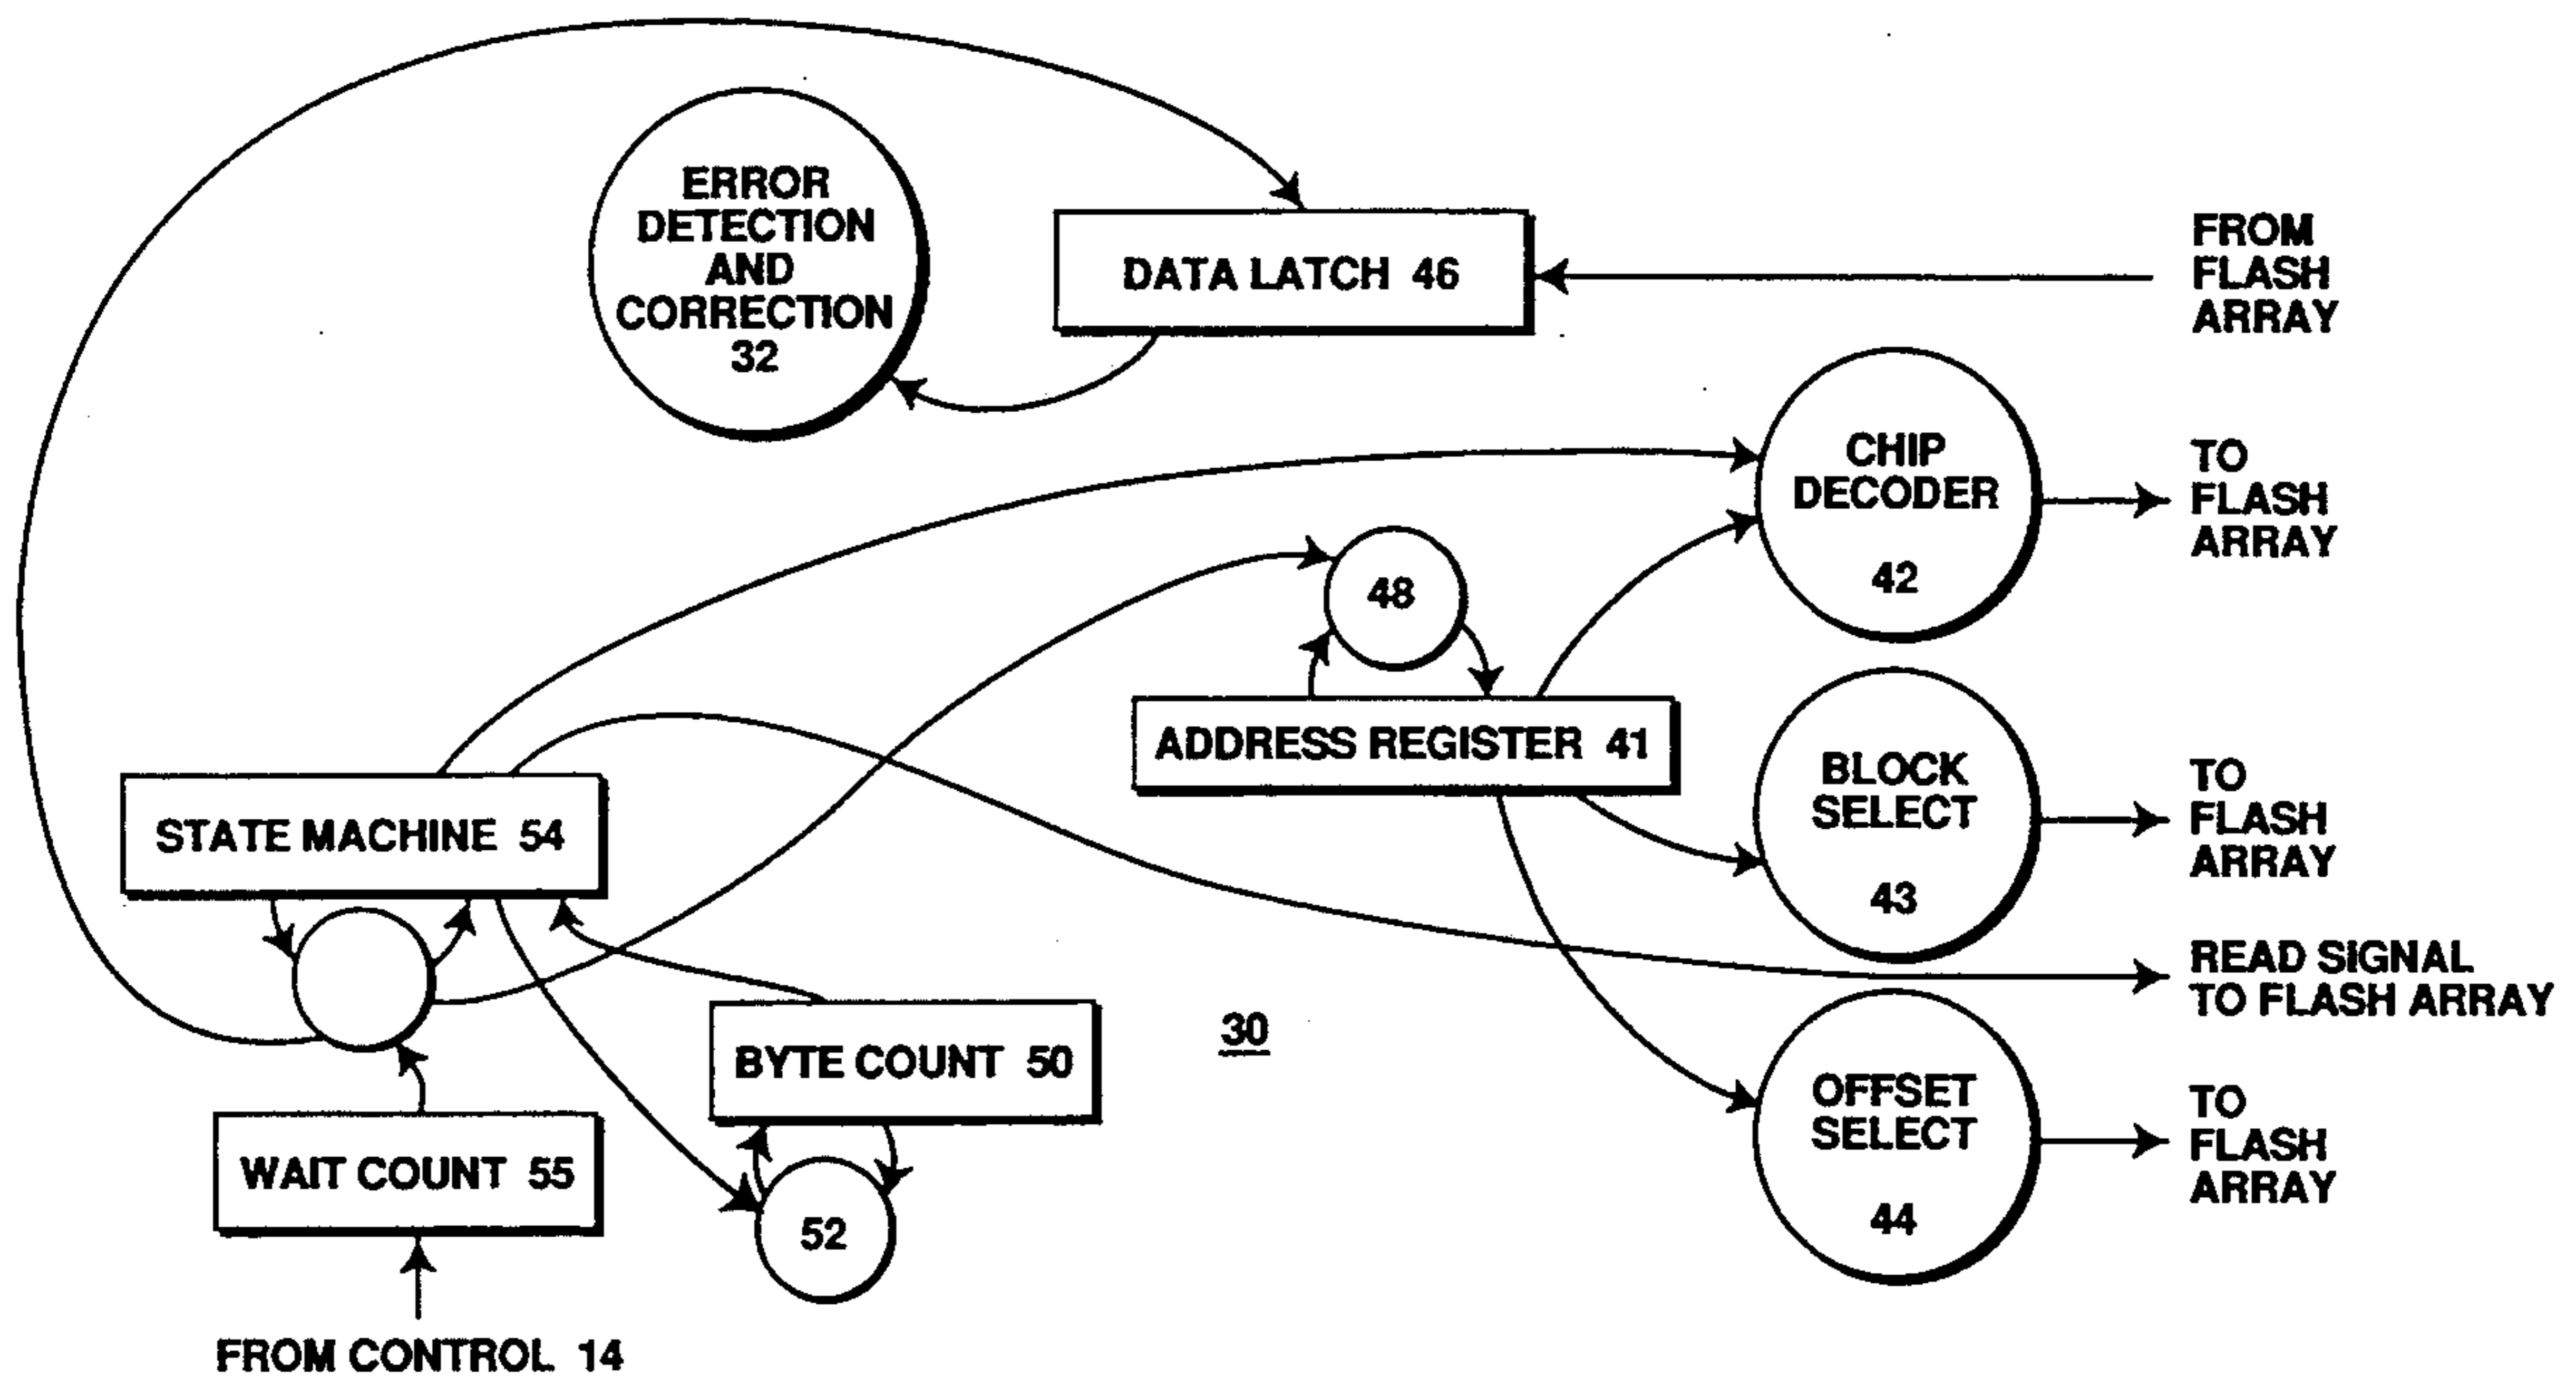 ERROR
DETECTION
AND
CORRECTION
32
DATA LATCH 46
FROM
FLASH
ARRAY
CHIP
DECODER
42
TO
FLASH
ARRAY
48
ADDRESS REGISTER 41
BLOCK
SELECT
43
TO
FLASH
ARRAY
STATE MACHINE 54
READ SIGNAL
TO FLASH ARRAY
30
BYTE COUNT 50
OFFSET
SELECT
44
TO
FLASH
ARRAY
WAIT COUNT 55
52
FROM CONTROL 14